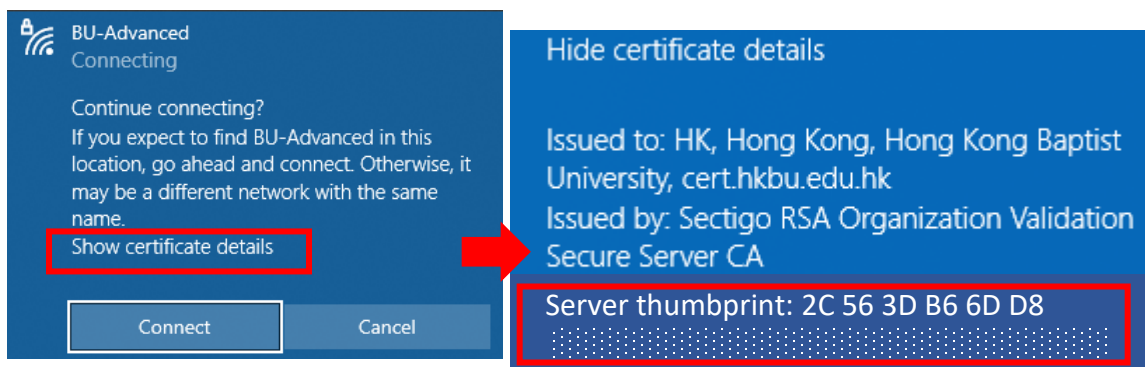 BU-Advanced
Connecting
Continue connecting?
If you expect to find BU-Advanced in this
location, go ahead and connect. Otherwise, it
may be a different network with the same
name.
Show certificate details
Connect
Cancel
Hide certificate details
Issued to: HK, Hong Kong, Hong Kong Baptist
University, cert.hkbu.edu.hk
Issued by: Sectigo RSA Organization Validation
Secure Server CA
Server thumbprint: 2C 56 3D B6 6D D8